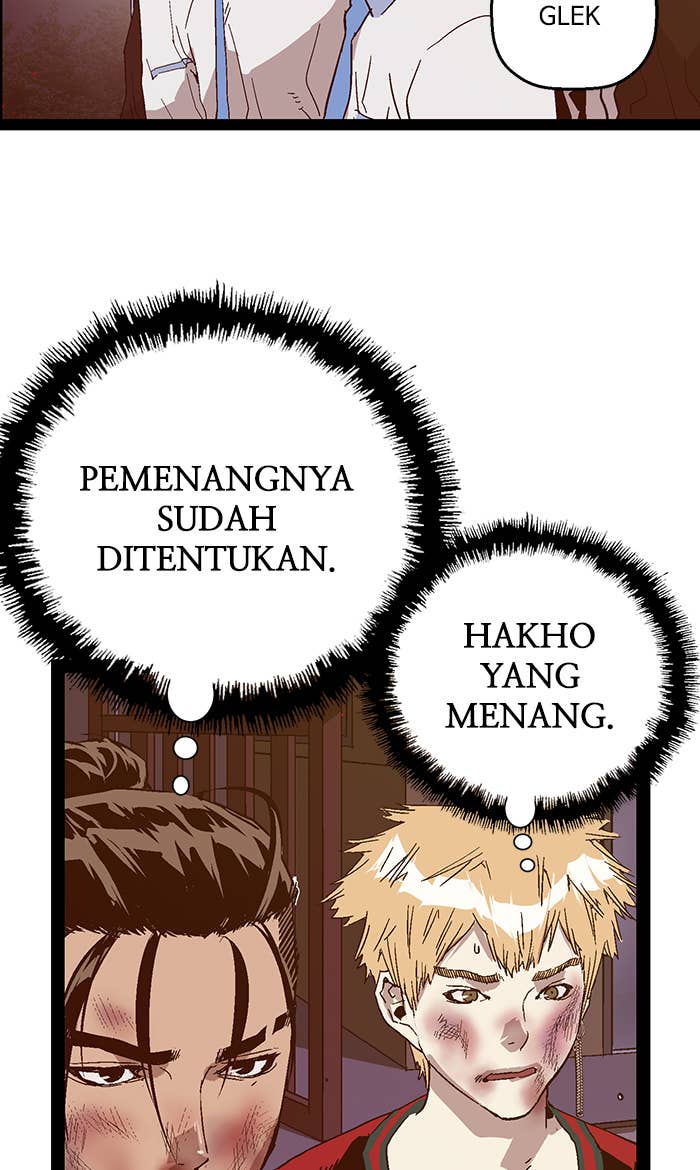 GLEK
PEMENANGNYA
SUDAH
DITENTUKAN.
HAKHO
YANG
MENANG.